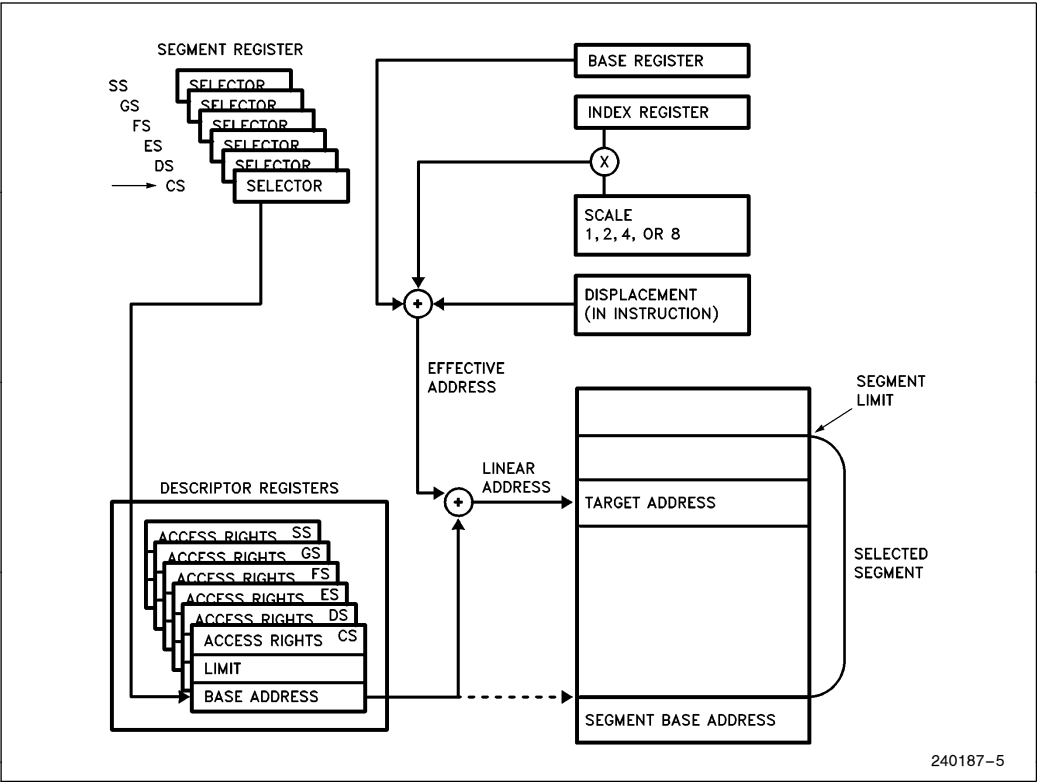 SEGMENT REGISTER
SS
GS
FS
ES
DS
CS
SELECTOR
SELECTOR
SELECTOR
SELECTOR
SELECTOR
SELECTOR
BASE REGISTER
INDEX REGISTER
X
SCALE
1, 2, 4, OR 8
DISPLACEMENT
(IN INSTRUCTION)
+
EFFECTIVE
ADDRESS
SEGMENT
LIMIT
LINEAR
ADDRESS
+
TARGET ADDRESS
SELECTED
SEGMENT
SEGMENT BASE ADDRESS
DESCRIPTOR REGISTERS
ACCESS RIGHTS SS
ACCESS RIGHTS GS
ACCESS RIGHTS FS
ACCESS RIGHTS ES
ACCESS RIGHTS DS
ACCESS RIGHTS CS
LIMIT
BASE ADDRESS
240187-5